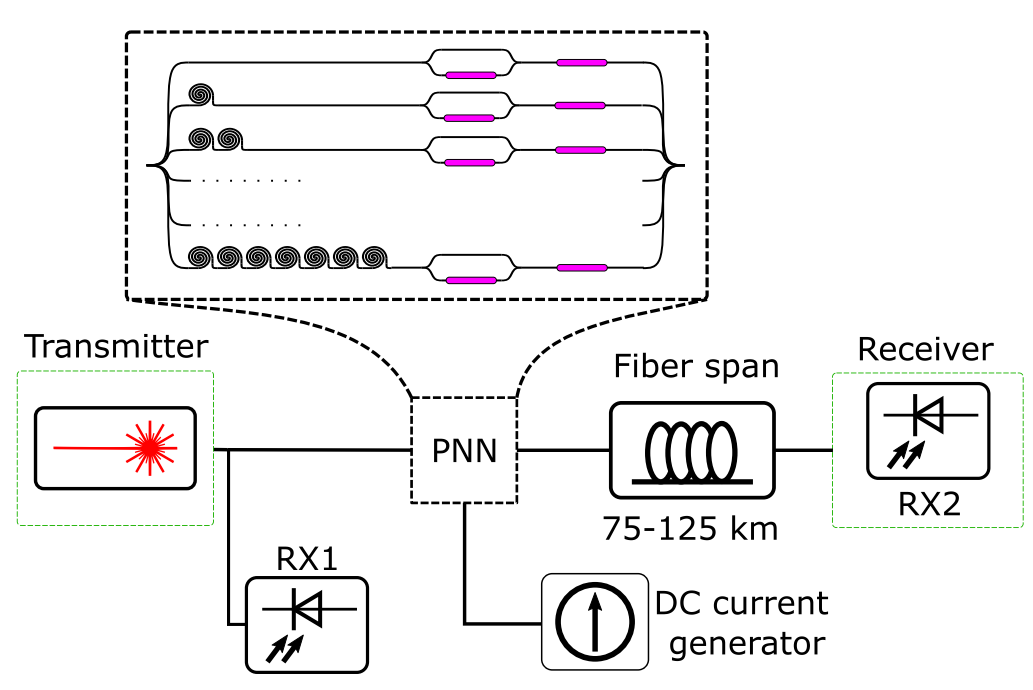 Transmitter
PNN
Fiber span
75-125 km
Receiver
RX2
RX1
DC current
generator